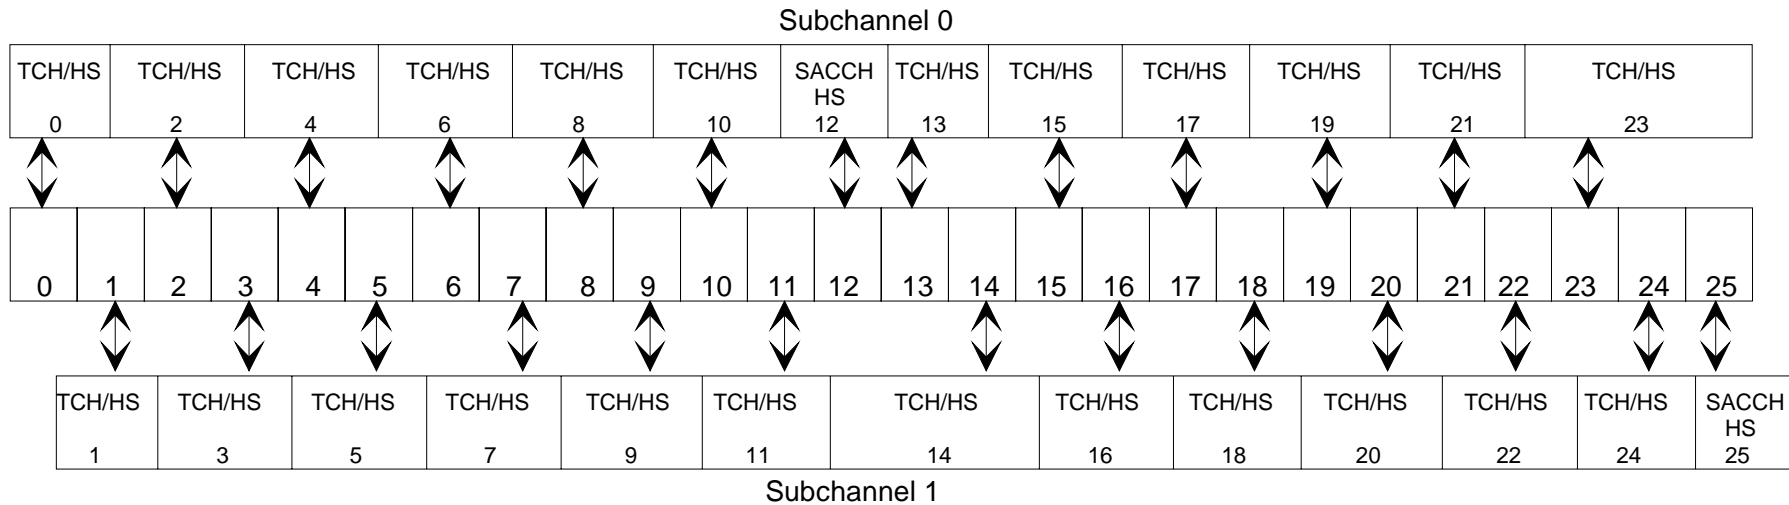 Subchannel 0
TCH/HS TCH/HS TCH/HS TCH/HS TCH/HS TCH/HS SACCH TCH/HS TCH/HS TCH/HS TCH/HS TCH/HS TCH/HS
HS
0 2 4 6 8 10 12 13 15 17 19 21 23
0 1 2 3 4 5 6 7 8 9 10 11 12 13 14 15 16 17 18 19 20 21 22 23 24 25
TCH/HS TCH/HS TCH/HS TCH/HS TCH/HS TCH/HS TCH/HS TCH/HS TCH/HS TCH/HS TCH/HS TCH/HS SACCH
HS
1 3 5 7 9 11 14 16 18 20 22 24 25
Subchannel 1